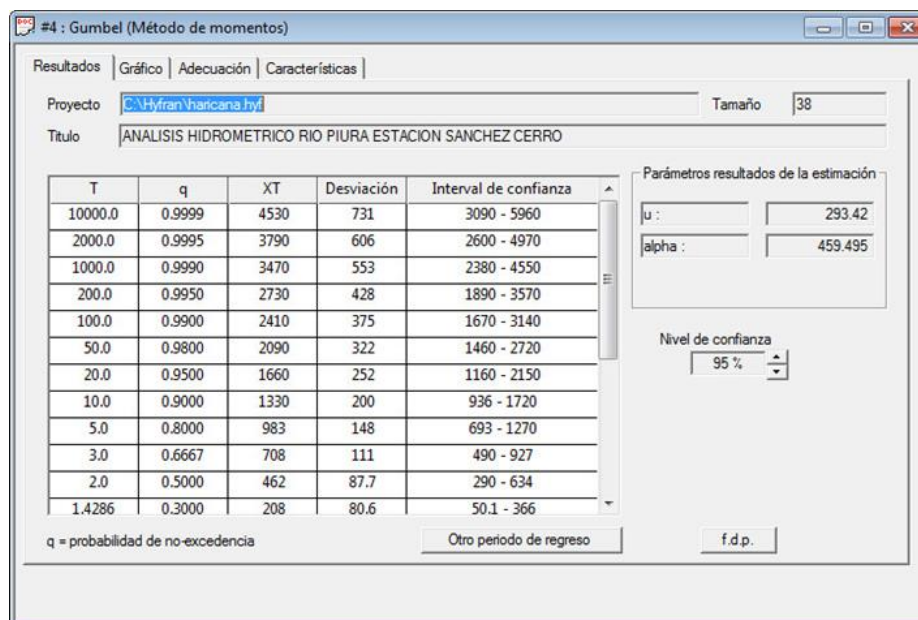 #4 : Gumbel (Método de momentos)
Resultados Gráfico Adecuación Características
Proyecto C:\Hyfran\haricana.hyf Tamaño 38
Titulo ANALISIS HIDROMETRICO RIO PIURA ESTACION SANCHEZ CERRO
T q XT Desviación Interval de confianza
10000.0 0.9999 4530 731 3090 - 5960
2000.0 0.9995 3790 606 2600 - 4970
1000.0 0.9990 3470 553 2380 - 4550
200.0 0.9950 2730 428 1890 - 3570
100.0 0.9900 2410 375 1670 - 3140
50.0 0.9800 2090 322 1460 - 2720
20.0 0.9500 1660 252 1160 - 2150
10.0 0.9000 1330 200 936 - 1720
5.0 0.8000 983 148 693 - 1270
3.0 0.6667 708 111 490 - 927
2.0 0.5000 462 87.7 290 - 634
1.4286 0.3000 208 80.6 50.1 - 366
Parámetros resultados de la estimación
u : 293.42
alpha : 459.495
Nivel de confianza
95 %
q = probabilidad de no-excedencia
Otro periodo de regreso
f.d.p.